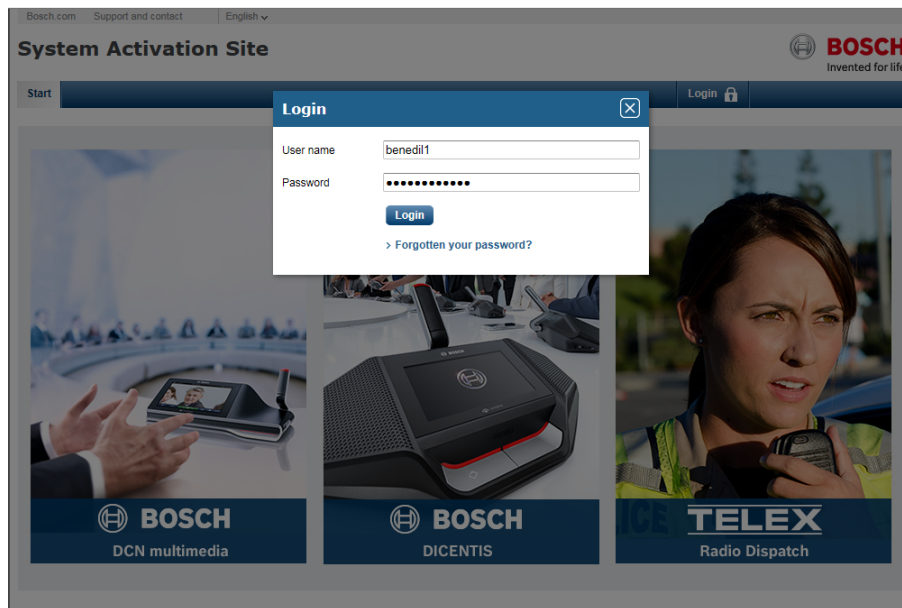 Bosch.com Support and contact English
System Activation Site
BOSCH
Invented for life
Start
Login
Login
User name benedil1
Password ●●●●●●●●●●●●
Login
> Forgotten your password?
BOSCH
BOSCH
DCN multimedia
BOSCH
DICENTIS
TELEX
Radio Dispatch